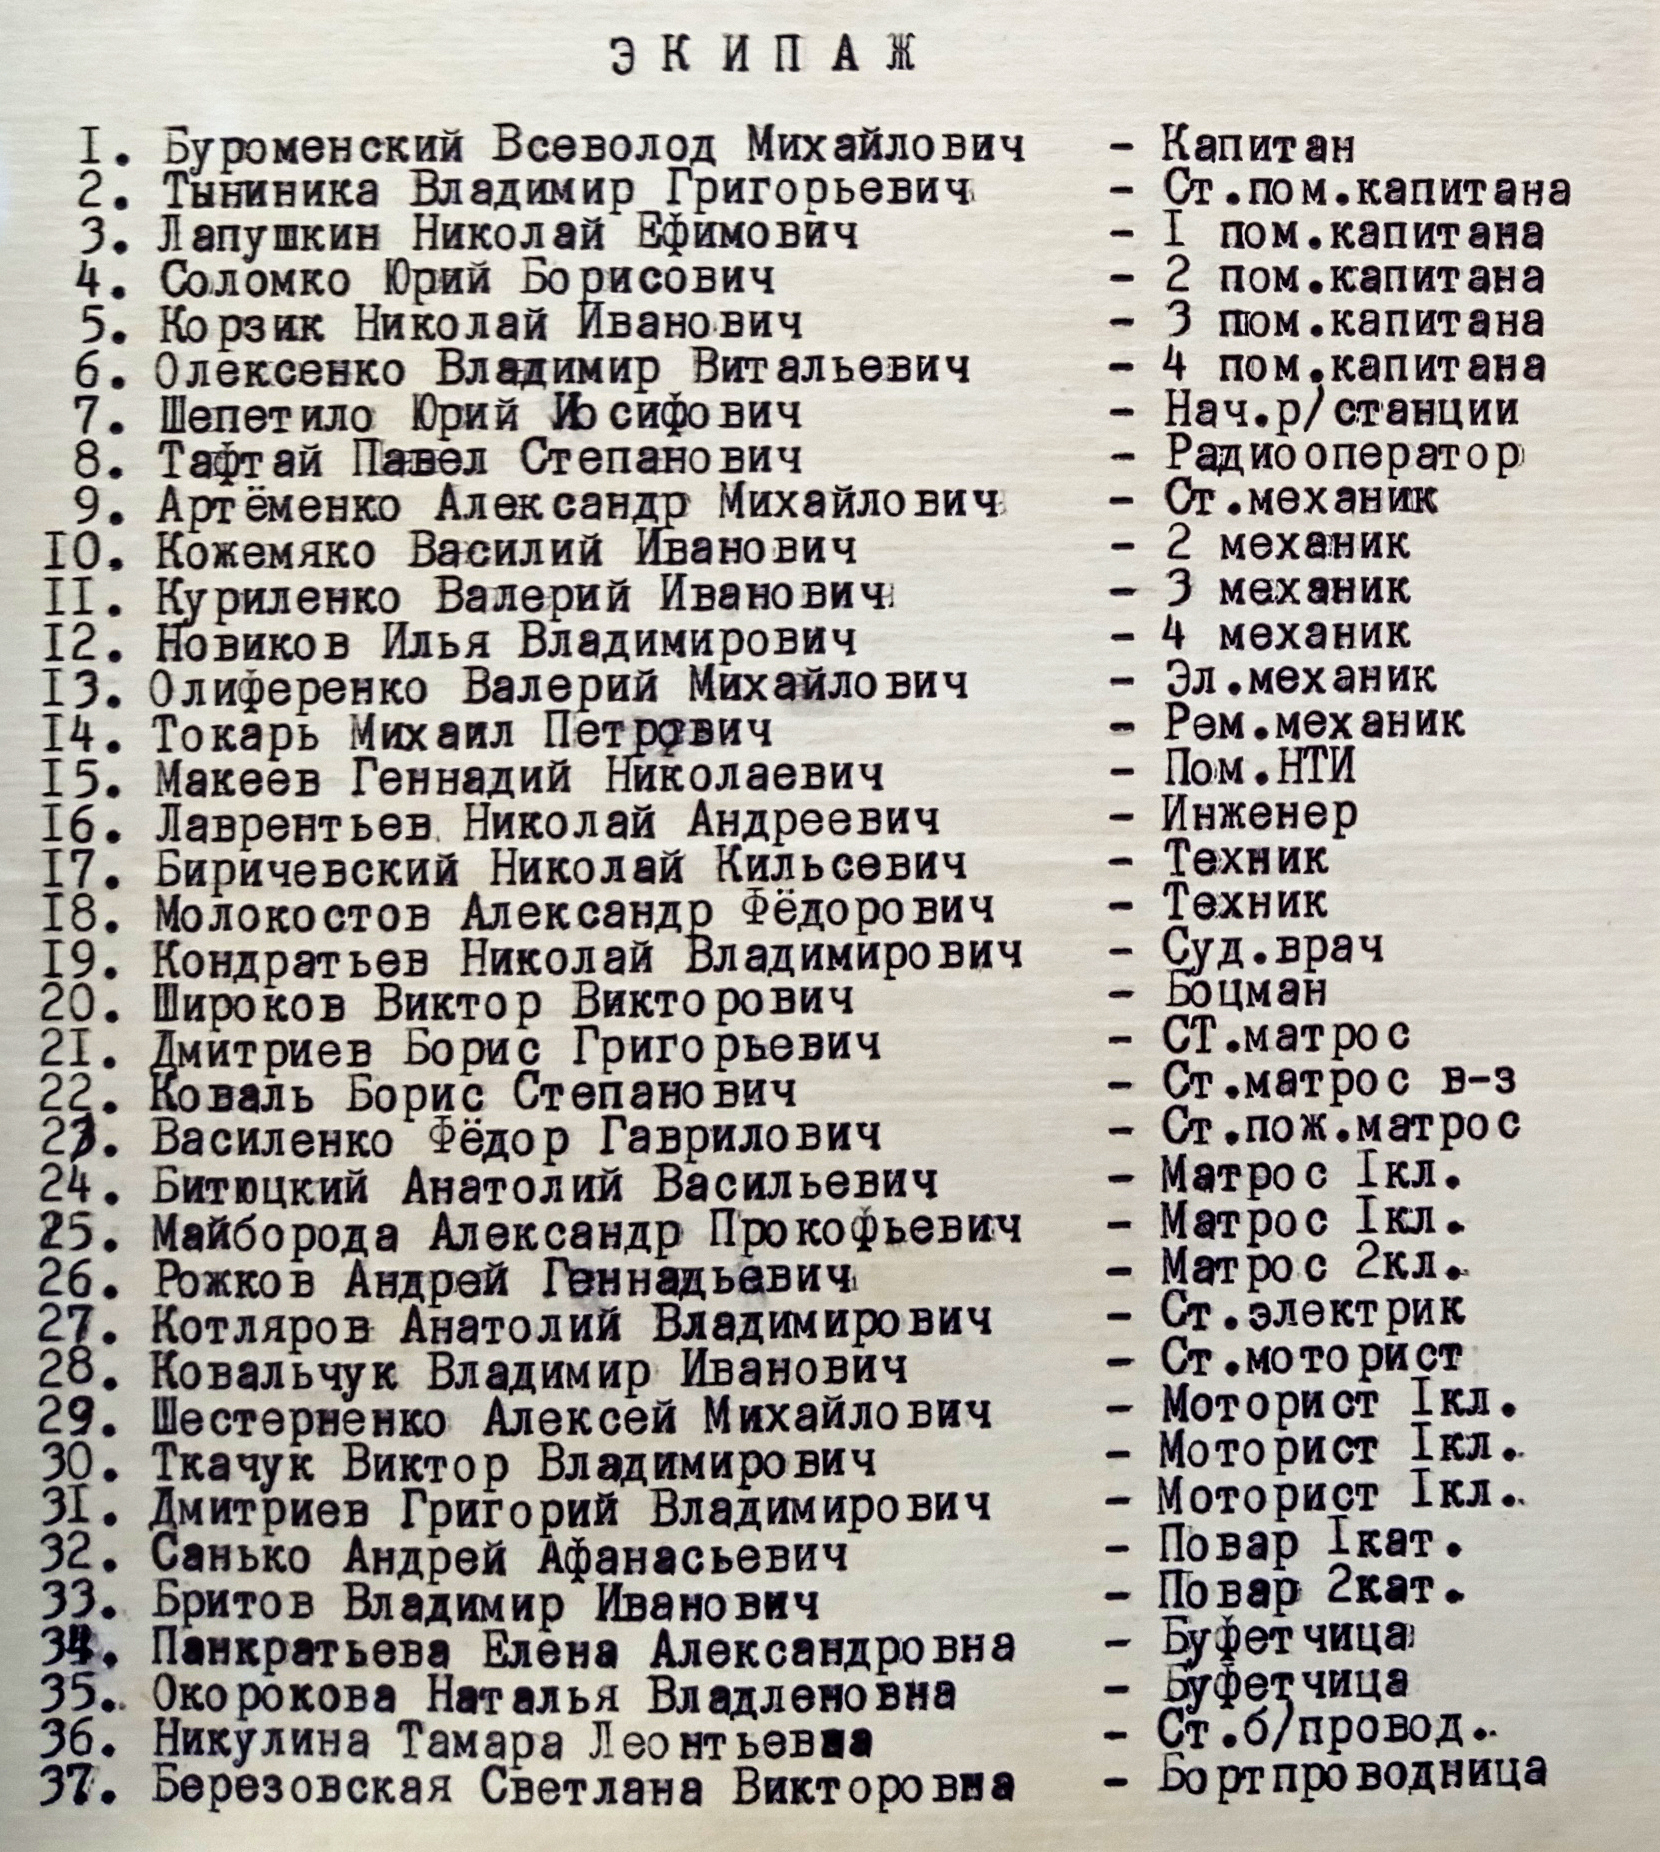 ЭКИПАЖ
I. Буроменский Всеволод Михайлович - Капитан
2. Тыниника Владимир Григорьевич - Ст.пом.капитана
3. Лапушкин Николай Ефимович - I пом.капитана
4. Соломко Юрий Борисович - 2 пом.капитана
5. Корзик Николай Иванович - 3 пом.капитана
6. Олексенко Владимир Витальевич - 4 пом.капитана
7. Шепетило Юрий Иосифович - Нач.р/станции
8. Тафтай Павел Степанович - Радиооператор
9. Артёменко Александр Михайлович - Ст.механик
IO. Кожемяко Василий Иванович - 2 механик
II. Куриленко Валерий Иванович - 3 механик
I2. Новиков Илья Владимирович - 4 механик
I3. Олиференко Валерий Михайлович - Эл.механик
I4. Токарь Михаил Петрович - Рем.механик
I5. Макеев Геннадий Николаевич - Пом.НТИ
I6. Лаврентьев Николай Андреевич - Инженер
I7. Биричевский Николай Кильсевич - Техник
I8. Молокостов Александр Фёдорович - Техник
I9. Кондратьев Николай Владимирович - Суд.врач
20. Широков Виктор Викторович - Боцман
2I. Дмитриев Борис Григорьевич - СТ.матрос
22. Коваль Борис Степанович - Ст.матрос в-з
23. Василенко Фёдор Гаврилович - Ст.пож.матрос
24. Битюцкий Анатолий Васильевич - Матрос Iкл.
25. Майборода Александр Прокофьевич - Матрос Iкл.
26. Рожков Андрей Геннадьевич - Матрос 2кл.
27. Котляров Анатолий Владимирович - Ст.электрик
28. Ковальчук Владимир Иванович - Ст.моторист
29. Шестерненко Алексей Михайлович - Моторист Iкл.
30. Ткачук Виктор Владимирович - Моторист Iкл.
3I. Дмитриев Григорий Владимирович - Моторист Iкл.
32. Санько Андрей Афанасьевич - Повар Iкат.
33. Бритов Владимир Иванович - Повар 2кат.
34. Панкратьева Елена Александровна - Буфетчица
35. Окорокова Наталья Владленовна - Буфетчица
36. Никулина Тамара Леонтьевна - Ст.б/провод.
37. Березовская Светлана Викторовна - Бортпроводница